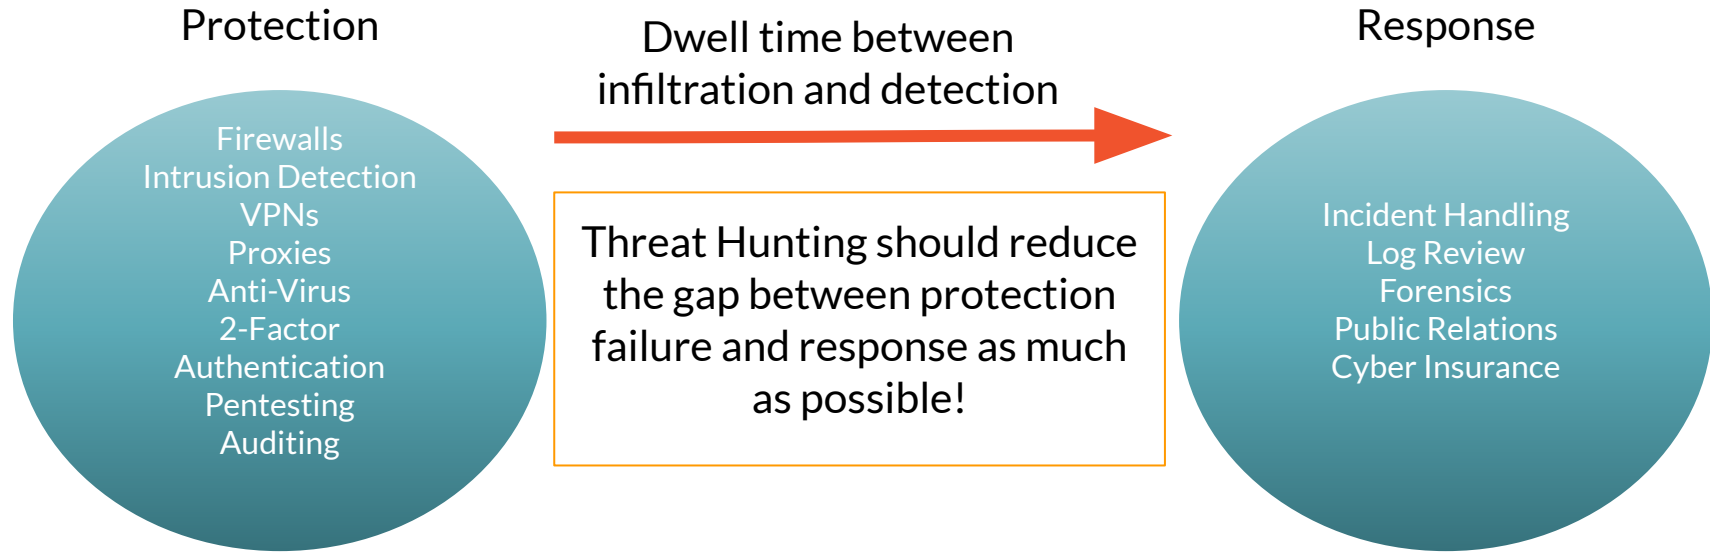 Protection
Firewalls
Intrusion Detection
VPNs
Proxies
Anti-Virus
2-Factor
Authentication
Pentesting
Auditing
Dwell time between
infiltration and detection
Threat Hunting should reduce
the gap between protection
failure and response as much
as possible!
Response
Incident Handling
Log Review
Forensics
Public Relations
Cyber Insurance